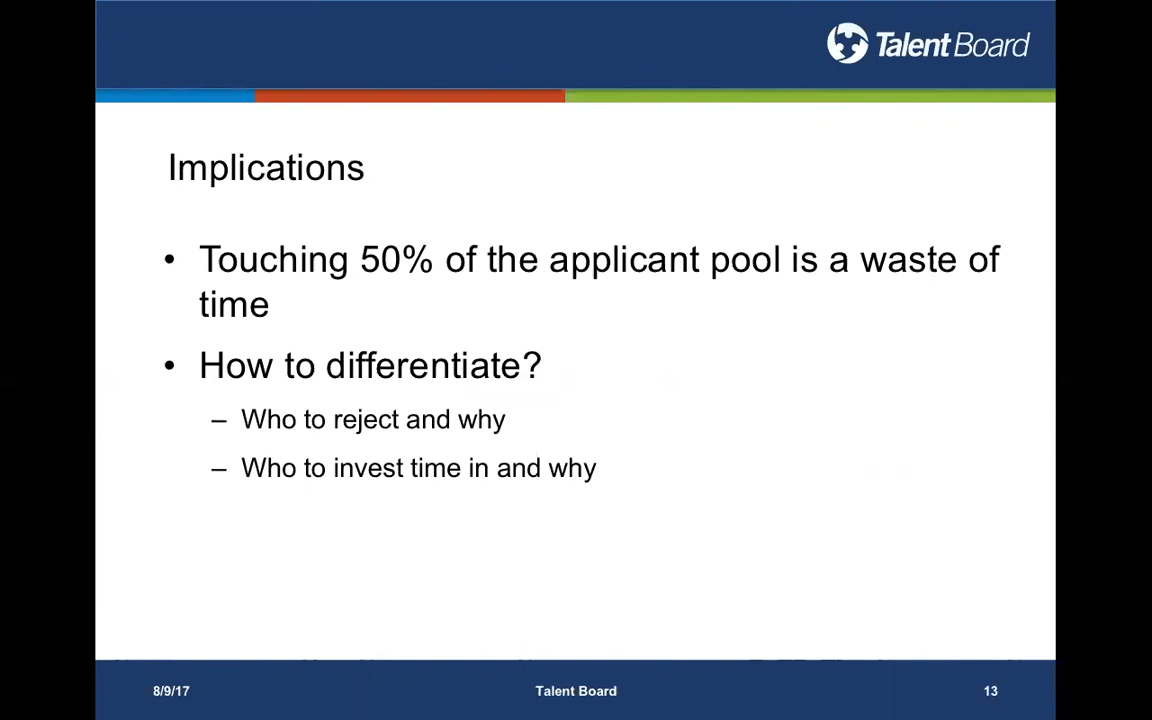 Talent Board
Implications
• Touching 50% of the applicant pool is a waste of
time
• How to differentiate?
– Who to reject and why
– Who to invest time in and why
8/9/17 Talent Board 13